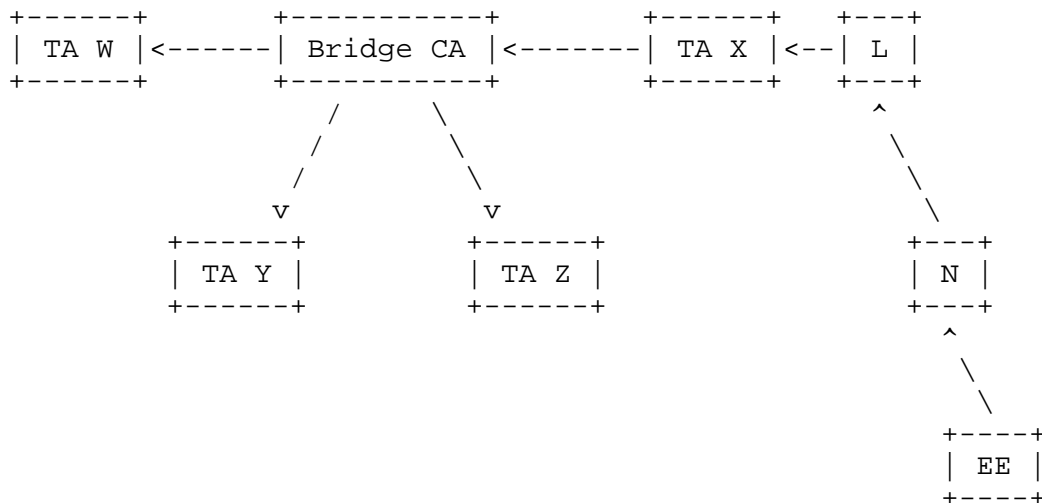 +------+      +-----------+       +------+   +---+
| TA W |<------| Bridge CA |<-------| TA X |<--| L |
+------+      +-----------+       +------+   +---+
/ \ ^
/ \ \
/ \ \
/ \ \
v v \
+------+ +------+ +---+
| TA Y | | TA Z | | N |
+------+ +------+ +---+
^
\
\
\
+----+
| EE |
+----+